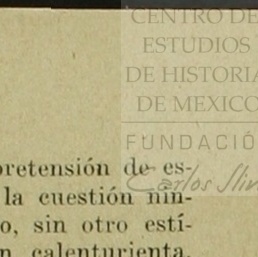 CENTRO DE
ESTUDIOS
DE HISTORIA
DE MEXICO
FUNDACIÓ
Carlos Sli
pretensión de es-
la cuestión nin-
o, sin otro estí-
n calenturienta,